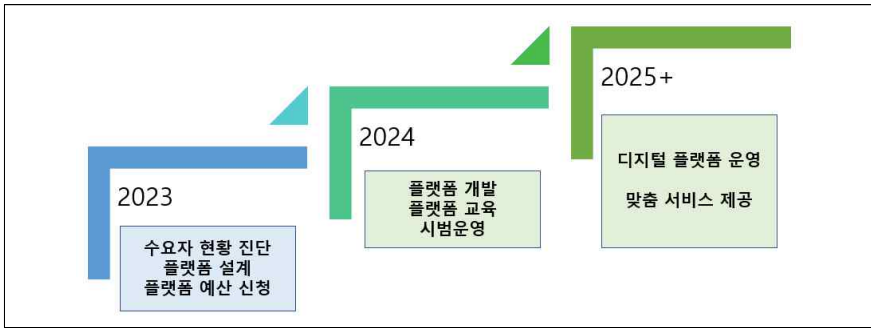 2023
수요자 현황 진단
플랫폼 설계
플랫폼 예산 신청
2024
플랫폼 개발
플랫폼 교육
시범운영
2025+
디지털 플랫폼 운영
맞춤 서비스 제공